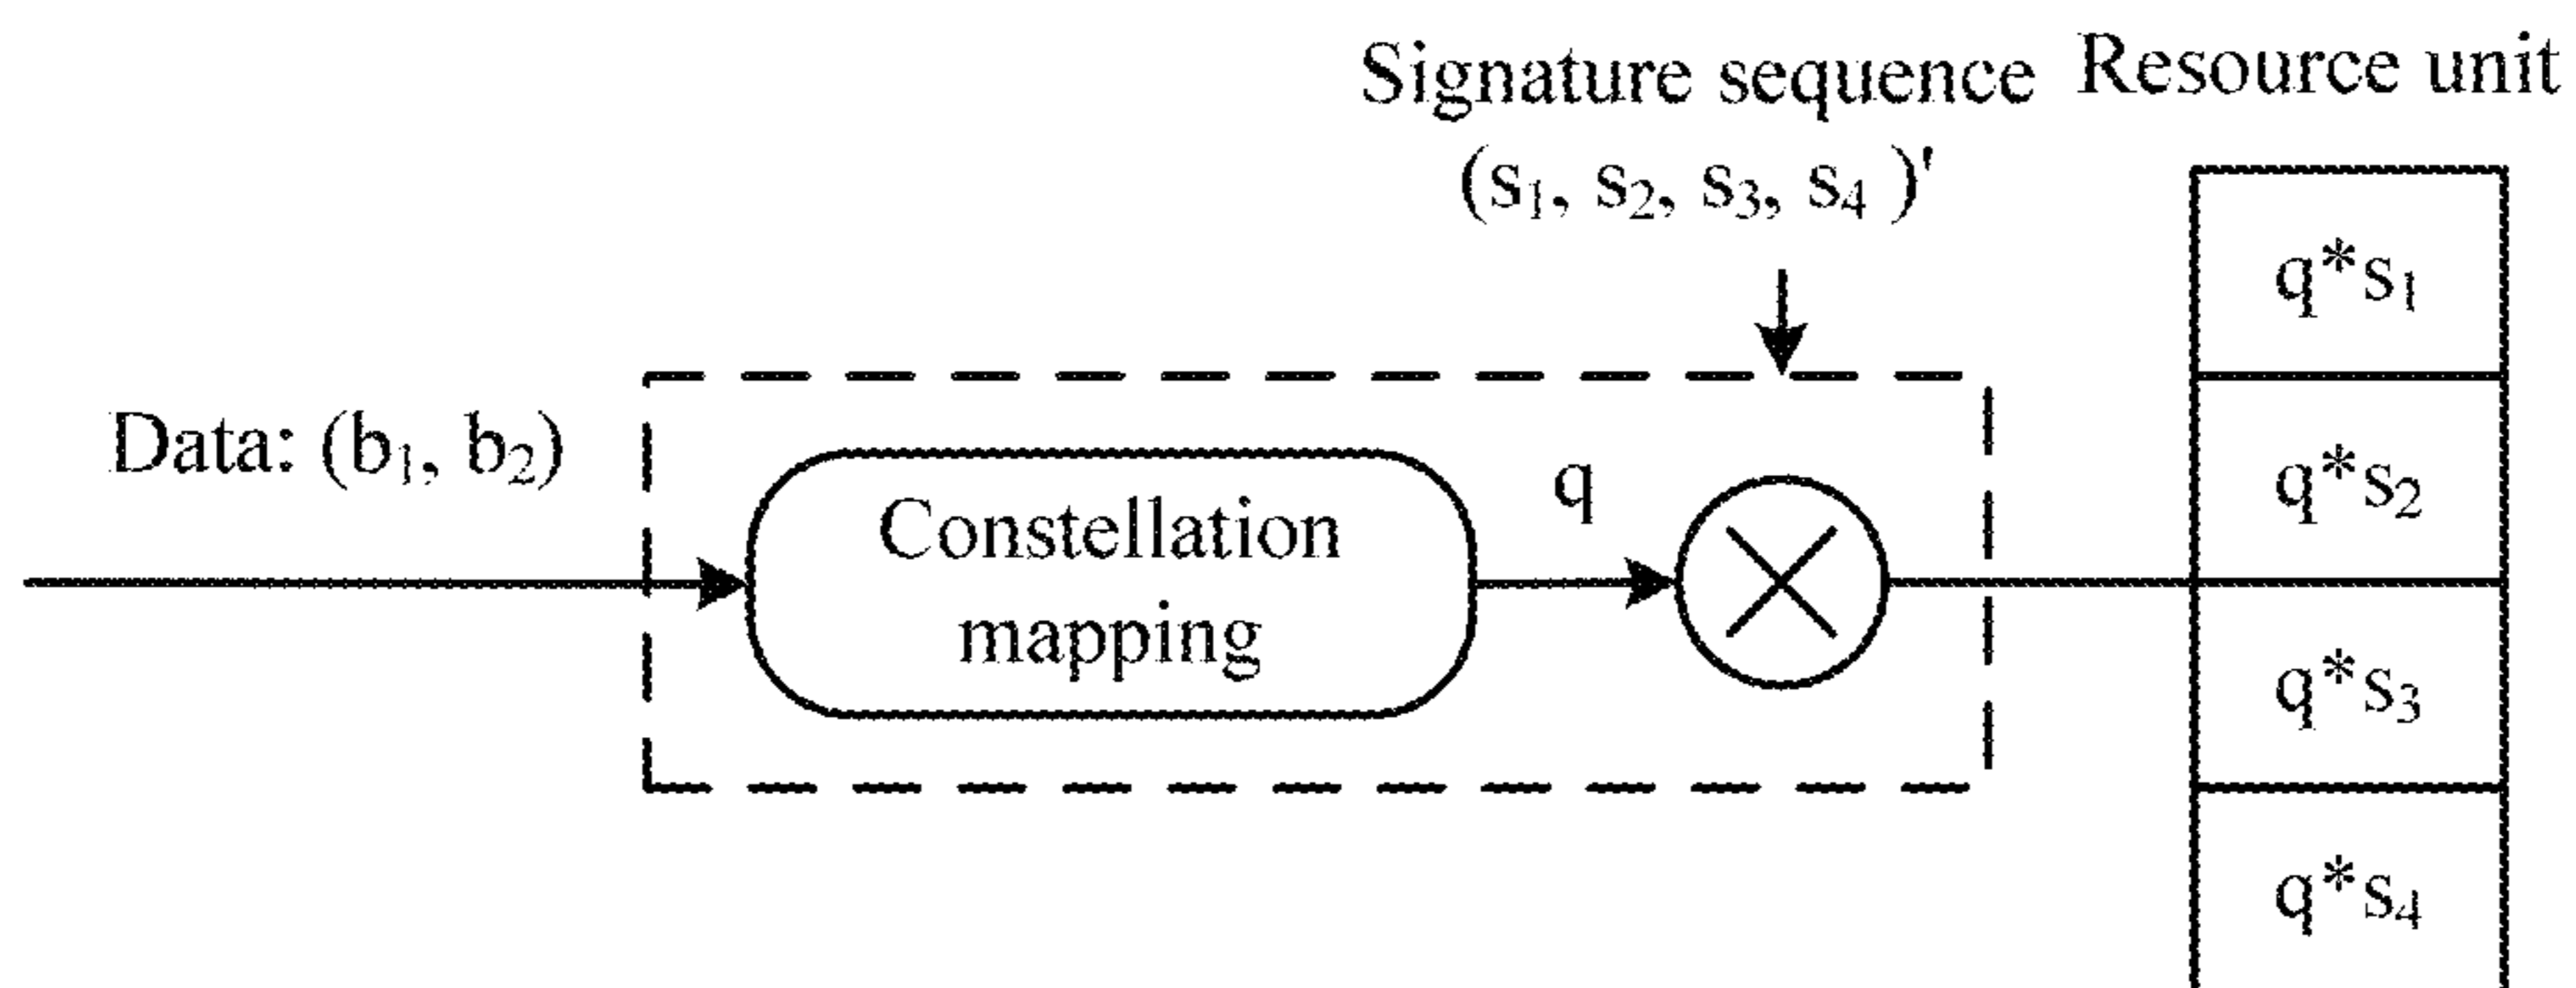 Signature sequence Resource unit
(s₁, s₂, s₃, s₄ )'
q*s₁
Data: (b₁, b₂)
q
q*s₂
Constellation
mapping
q*s₃
q*s₄